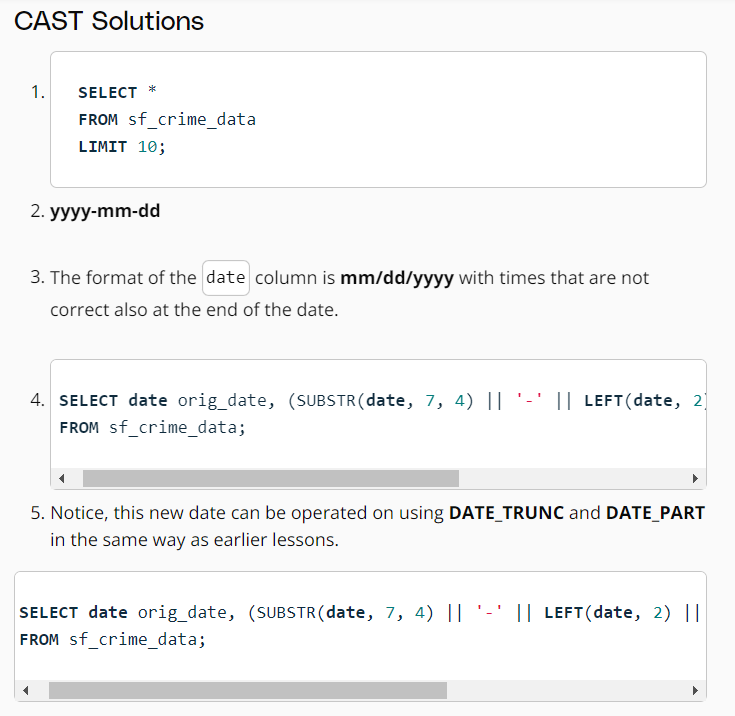 CAST Solutions
1.
SELECT *
FROM sf_crime_data
LIMIT 10;
2. yyyy-mm-dd
3. The format of the date column is mm/dd/yyyy with times that are not
correct also at the end of the date.
4. SELECT date orig_date, (SUBSTR(date, 7, 4) || '-' || LEFT(date, 2)
FROM sf_crime_data;
5. Notice, this new date can be operated on using DATE_TRUNC and DATE_PART
in the same way as earlier lessons.
SELECT date orig_date, (SUBSTR(date, 7, 4) || '-' || LEFT(date, 2) ||
FROM sf_crime_data;